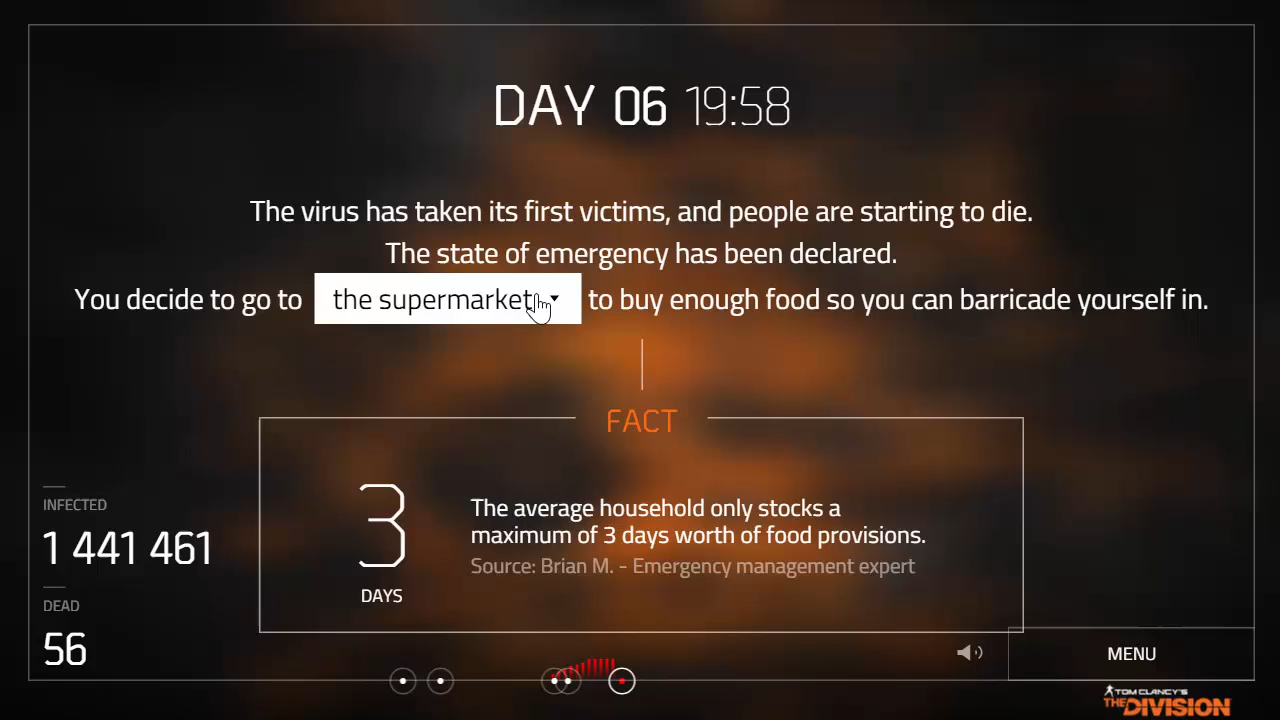 DAY 06 19:58
The virus has taken its first victims, and people are starting to die.
The state of emergency has been declared.
You decide to go to the supermarket to buy enough food so you can barricade yourself in.
FACT
3
DAYS
The average household only stocks a
maximum of 3 days worth of food provisions.
Source: Brian M. - Emergency management expert
INFECTED
1 441 461
DEAD
56
MENU
TOM CLANCY'S
THE DIVISION